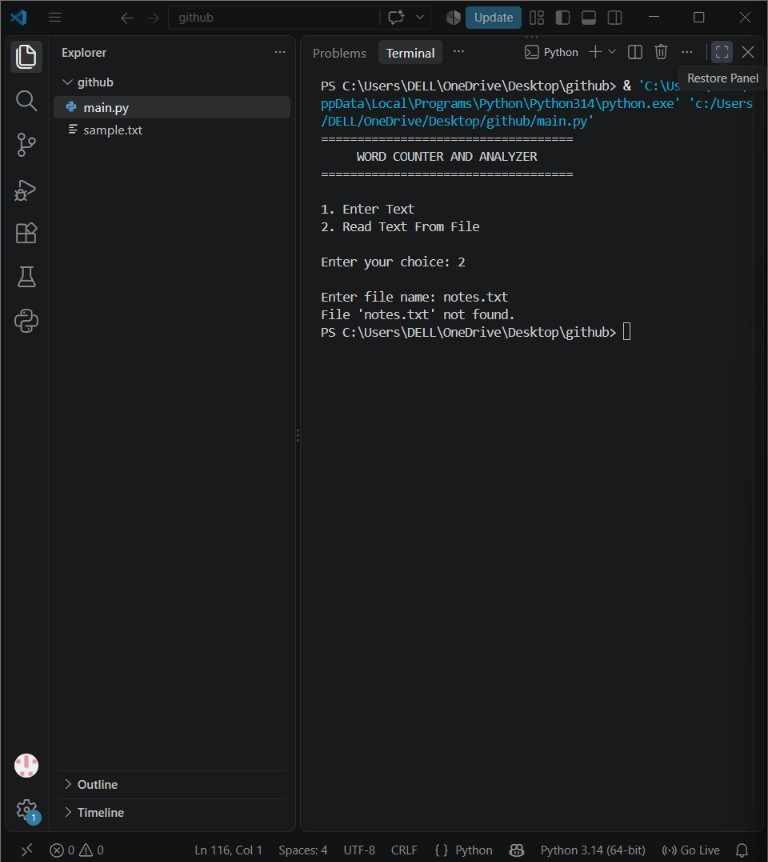 github
Update
Explorer
github
main.py
sample.txt
Outline
Timeline
1
Problems
Terminal
Python
Restore Panel
PS C:\Users\DELL\OneDrive\Desktop\github> & 'C:\Us
ppData\Local\Programs\Python\Python314\python.exe' 'c:/Users
/DELL/OneDrive/Desktop/github/main.py'
===================================
WORD COUNTER AND ANALYZER
===================================
1. Enter Text
2. Read Text From File
Enter your choice: 2
Enter file name: notes.txt
File 'notes.txt' not found.
PS C:\Users\DELL\OneDrive\Desktop\github>
0 0 Ln 116, Col 1 Spaces: 4 UTF-8 CRLF { } Python Python 3.14 (64-bit) Go Live